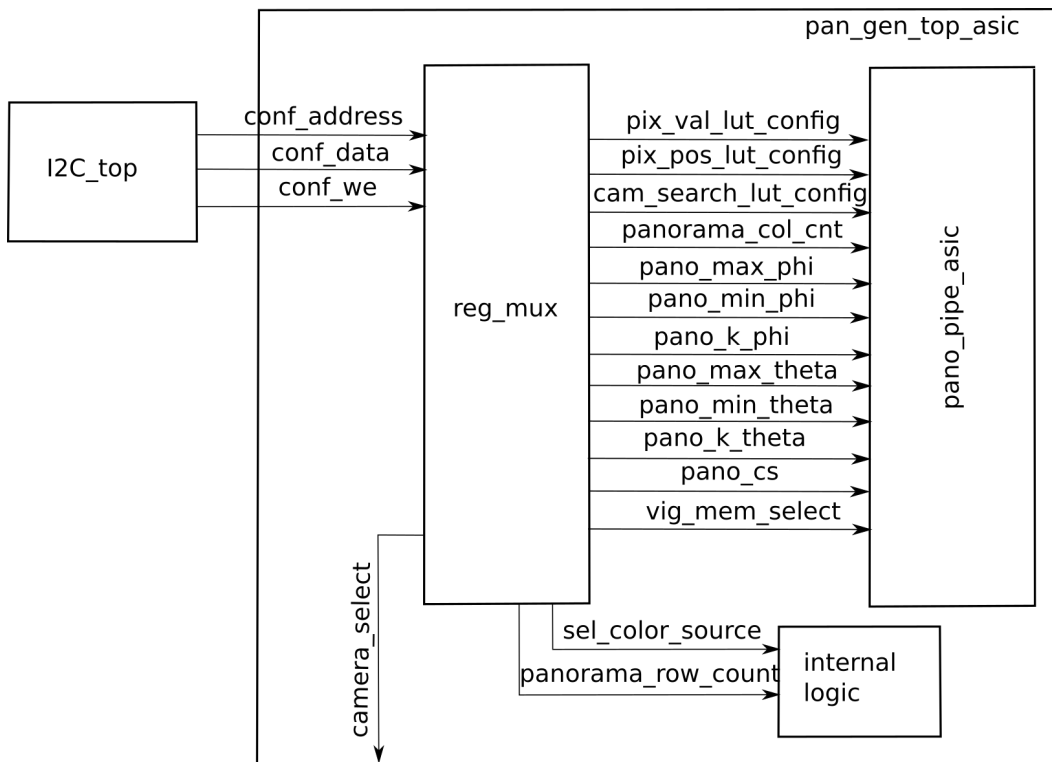 pan_gen_top_asic
I2C_top
conf_address
conf_data
conf_we
reg_mux
pix_val_lut_config
pix_pos_lut_config
cam_search_lut_config
panorama_col_cnt
pano_max_phi
pano_min_phi
pano_k_phi
pano_max_theta
pano_min_theta
pano_k_theta
pano_cs
vig_mem_select
pano_pipe_asic
camera_select
sel_color_source
panorama_row_count
internal
logic